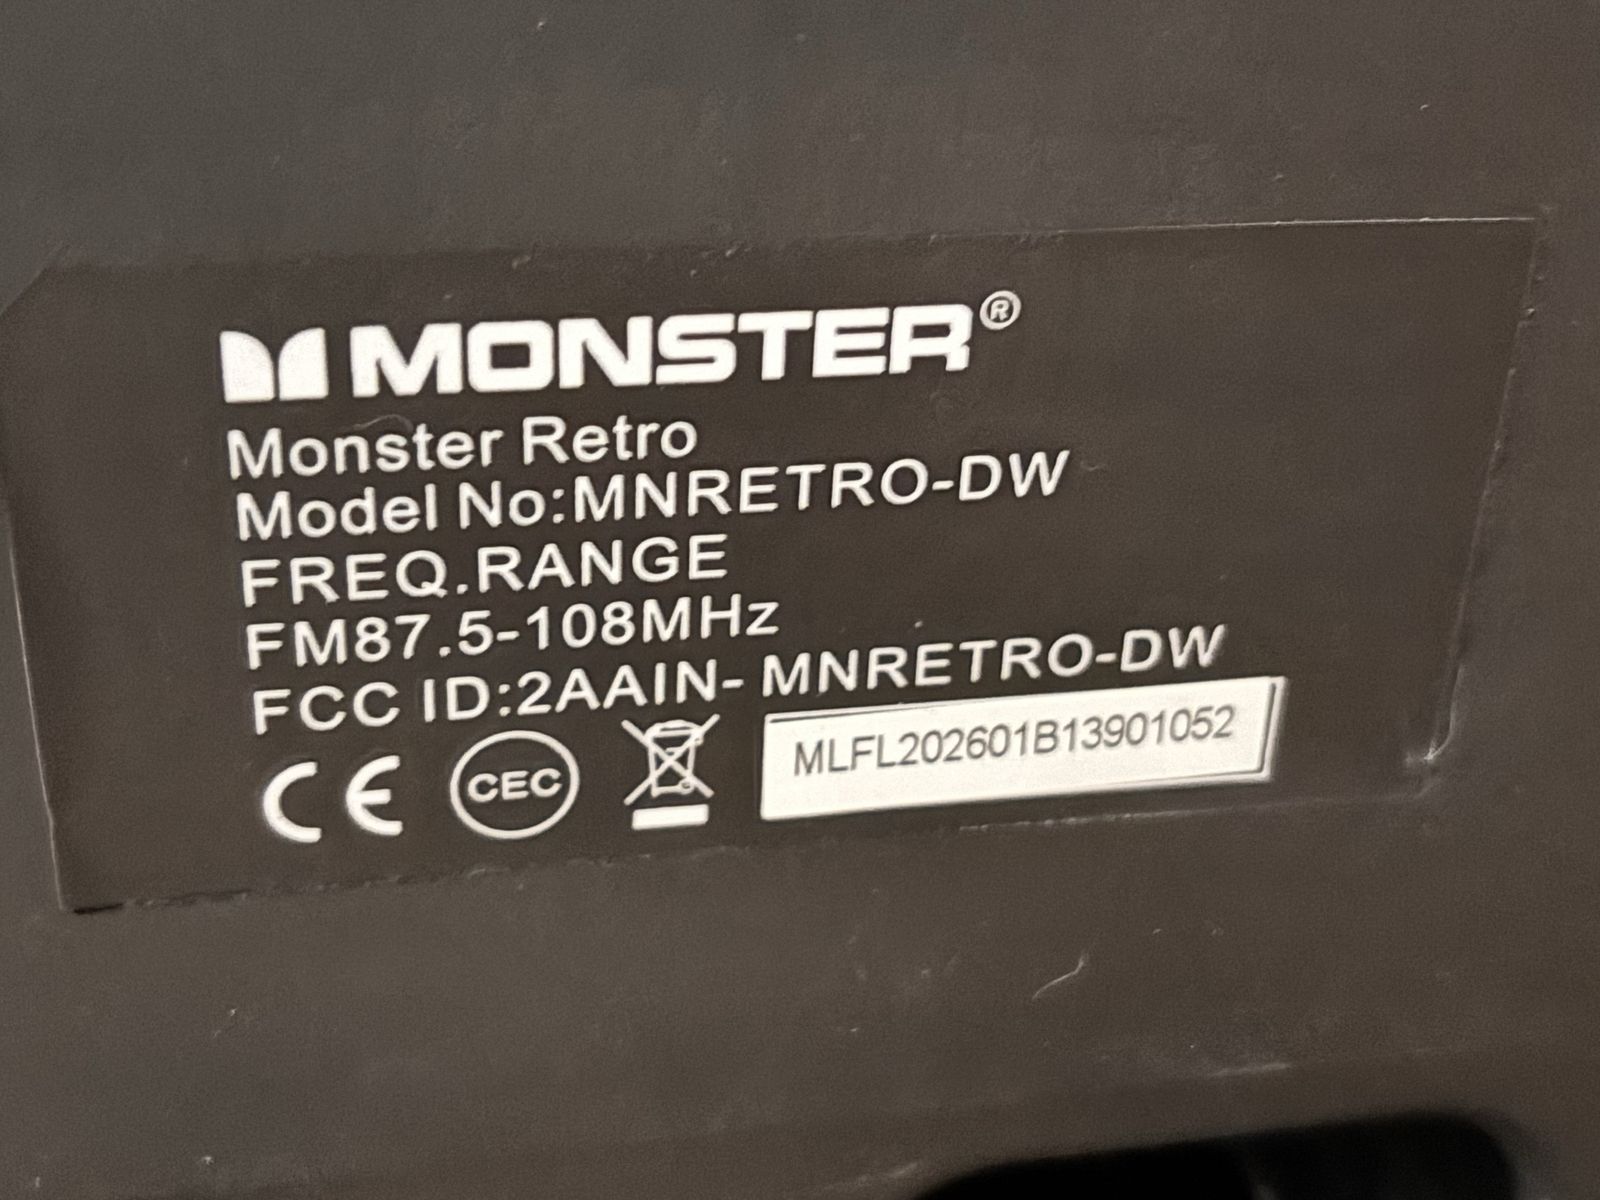 MONSTER®
Monster Retro
Model No:MNRETRO-DW
FREQ.RANGE
FM87.5-108MHz
FCC ID:2AAIN- MNRETRO-DW
CE CEC MLFL202601B13901052